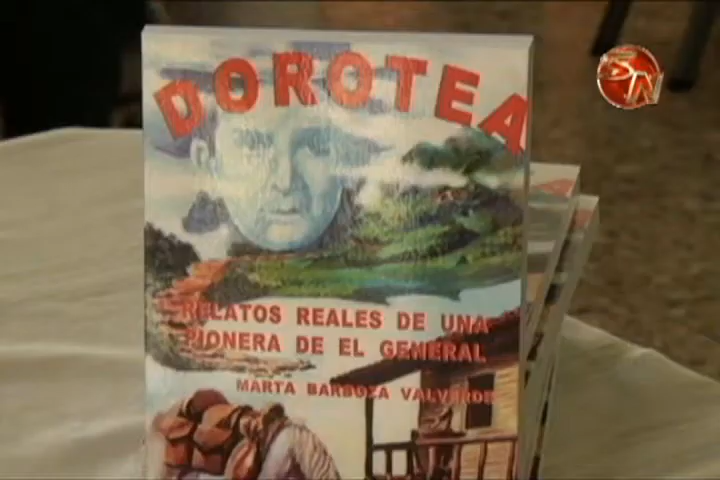 DOROTEA
RELATOS REALES DE UNA
PIONERA DE EL GENERAL
MARTA BARBOZA VALVERDE